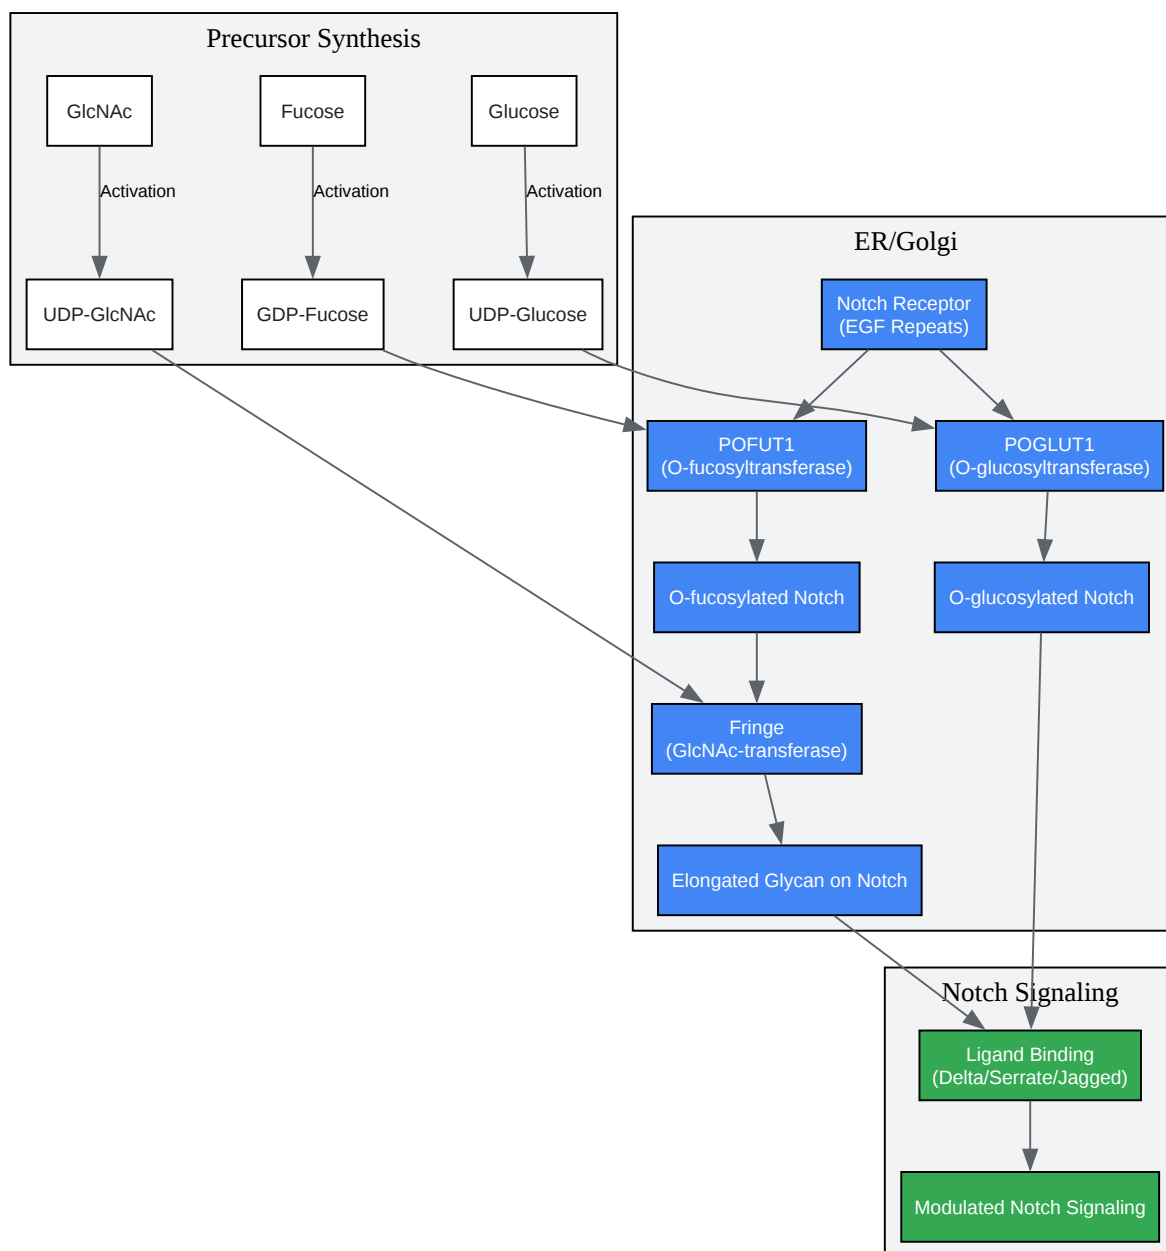 Precursor Synthesis
GlcNAc
Fucose
Glucose
Activation
Activation
Activation
UDP-GlcNAc
GDP-Fucose
UDP-Glucose
ER/Golgi
Notch Receptor
(EGF Repeats)
POFUT1
(O-fucosyltransferase)
POGLUT1
(O-glucosyltransferase)
O-fucosylated Notch
O-glucosylated Notch
Fringe
(GlcNAc-transferase)
Elongated Glycan on Notch
Notch Signaling
Ligand Binding
(Delta/Serrate/Jagged)
Modulated Notch Signaling